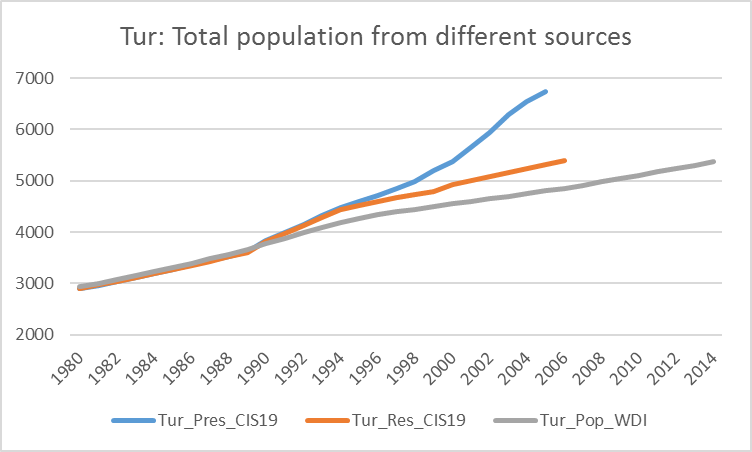 Tur: Total population from different sources
7000
6000
5000
4000
3000
2000
1980 1982 1984 1986 1988 1990 1992 1994 1996 1998 2000 2002 2004 2006 2008 2010 2012 2014
Tur_Pres_CIS19 Tur_Res_CIS19 Tur_Pop_WDI